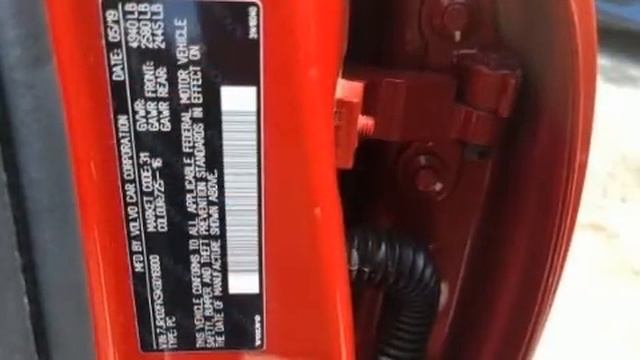 MFD BY VOLVO CAR CORPORATION DATE: 05/19
MARKET CODE: 31 GVWR: 4940 LB
COLOUR: 725-16 GAWR FRONT: 2580 LB
GAWR REAR: 2445 LB
TYPE: PC
THIS VEHICLE CONFORMS TO ALL APPLICABLE FEDERAL MOTOR VEHICLE
SAFETY, BUMPER AND THEFT PREVENTION STANDARDS IN EFFECT ON
THE DATE OF MANUFACTURE SHOWN ABOVE.
VOLVO